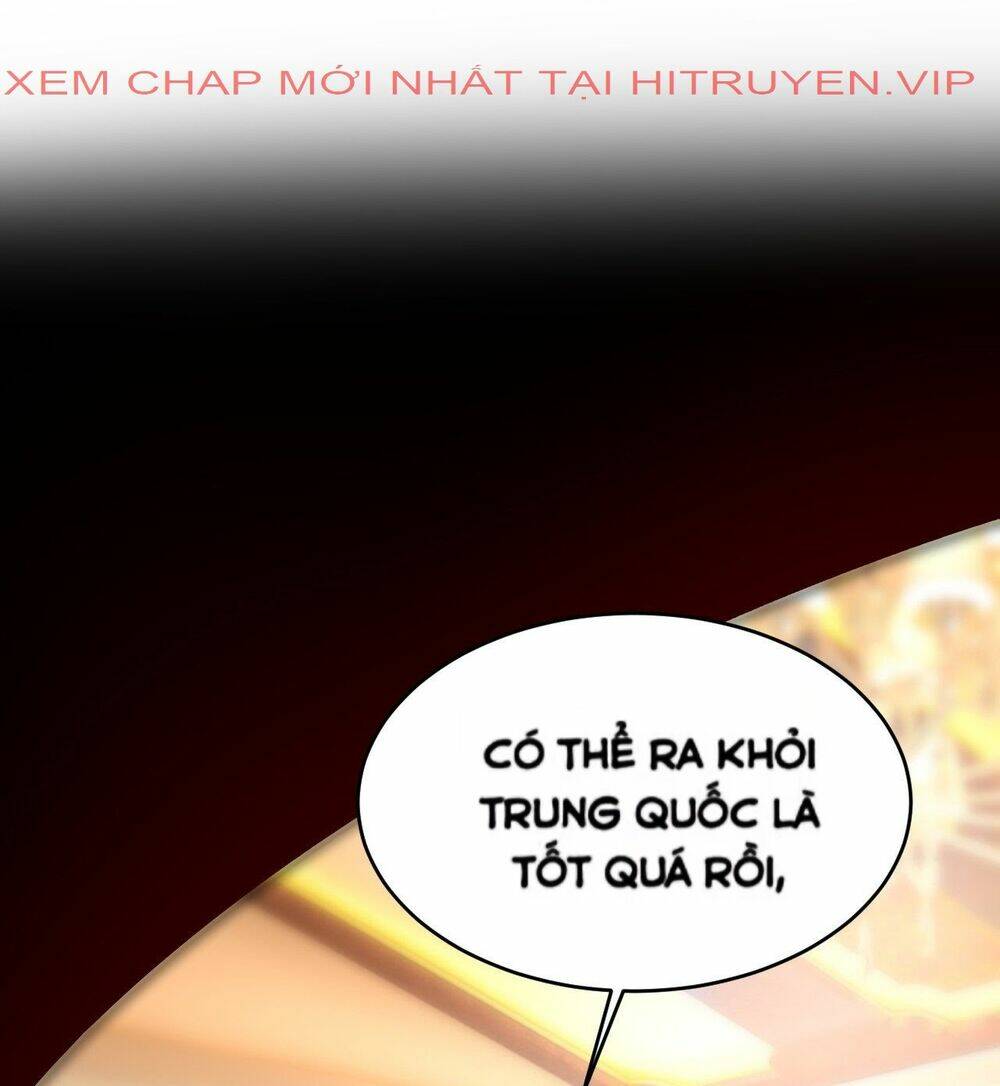 XEM CHAP MỚI NHẤT TẠI HITRUYEN.VIP
CÓ THỂ RA KHỎI
TRUNG QUỐC LÀ
TỐT QUÁ RỒI,